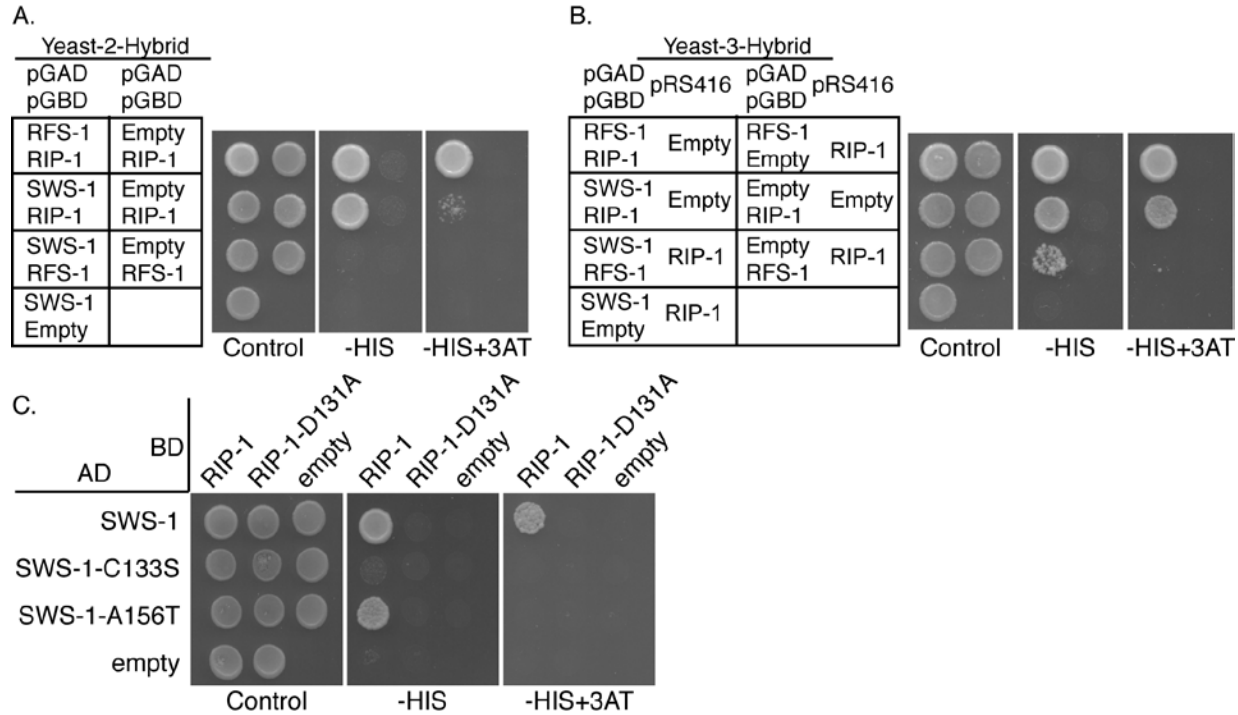 A.
Yeast-2-Hybrid
pGAD pGAD
pGBD pGBD
RFS-1 Empty
RIP-1 RIP-1
SWS-1 Empty
RIP-1 RIP-1
SWS-1 Empty
RFS-1 RFS-1
SWS-1
Empty
Control -HIS -HIS+3AT
B.
Yeast-3-Hybrid
pGAD pRS416 pGAD pRS416
pGBD pGBD
RFS-1 Empty RFS-1 RIP-1
RIP-1 Empty
SWS-1 Empty Empty Empty
RIP-1 RIP-1
SWS-1 RIP-1 Empty RIP-1
RFS-1 RFS-1
SWS-1 RIP-1
Empty
Control -HIS -HIS+3AT
C.
BD
AD
RIP-1 RIP-1-D131A empty RIP-1 RIP-1-D131A empty RIP-1 RIP-1-D131A empty
SWS-1
SWS-1-C133S
SWS-1-A156T
empty
Control -HIS -HIS+3AT